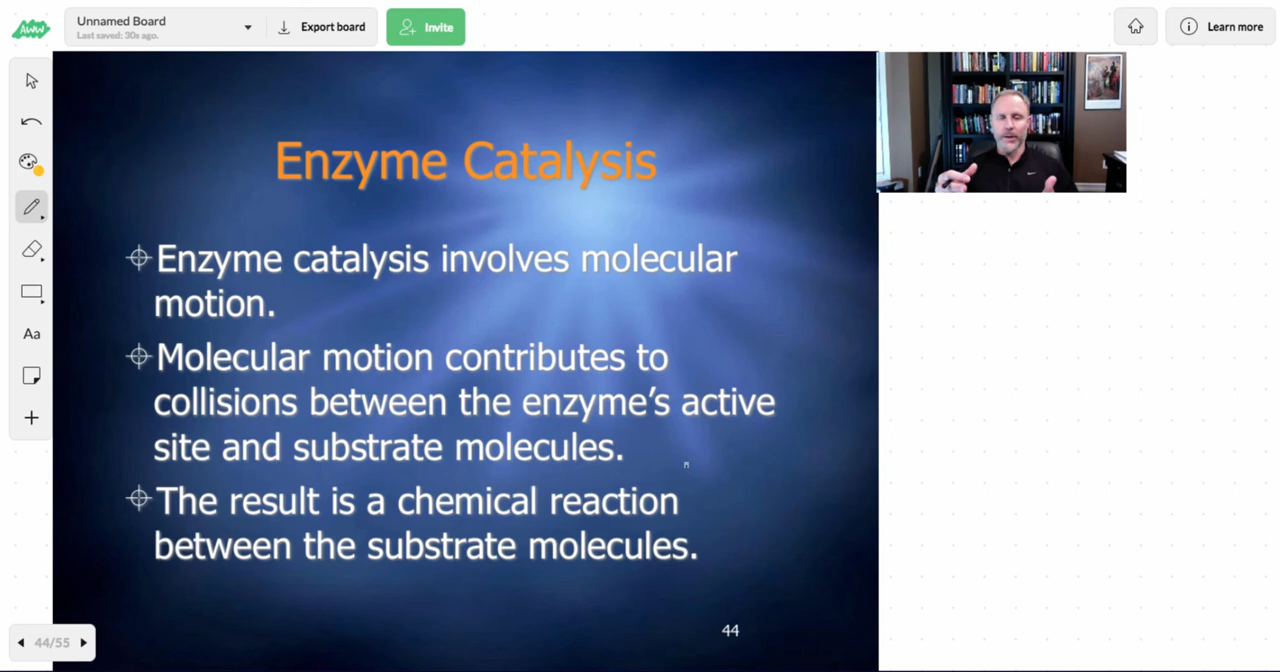 AWW
Unnamed Board
Last saved: 30s ago.
Export board
Invite
Learn more
Aa
Enzyme Catalysis
Enzyme catalysis involves molecular
motion.
Molecular motion contributes to
collisions between the enzyme’s active
site and substrate molecules.
The result is a chemical reaction
between the substrate molecules.
44
44/55